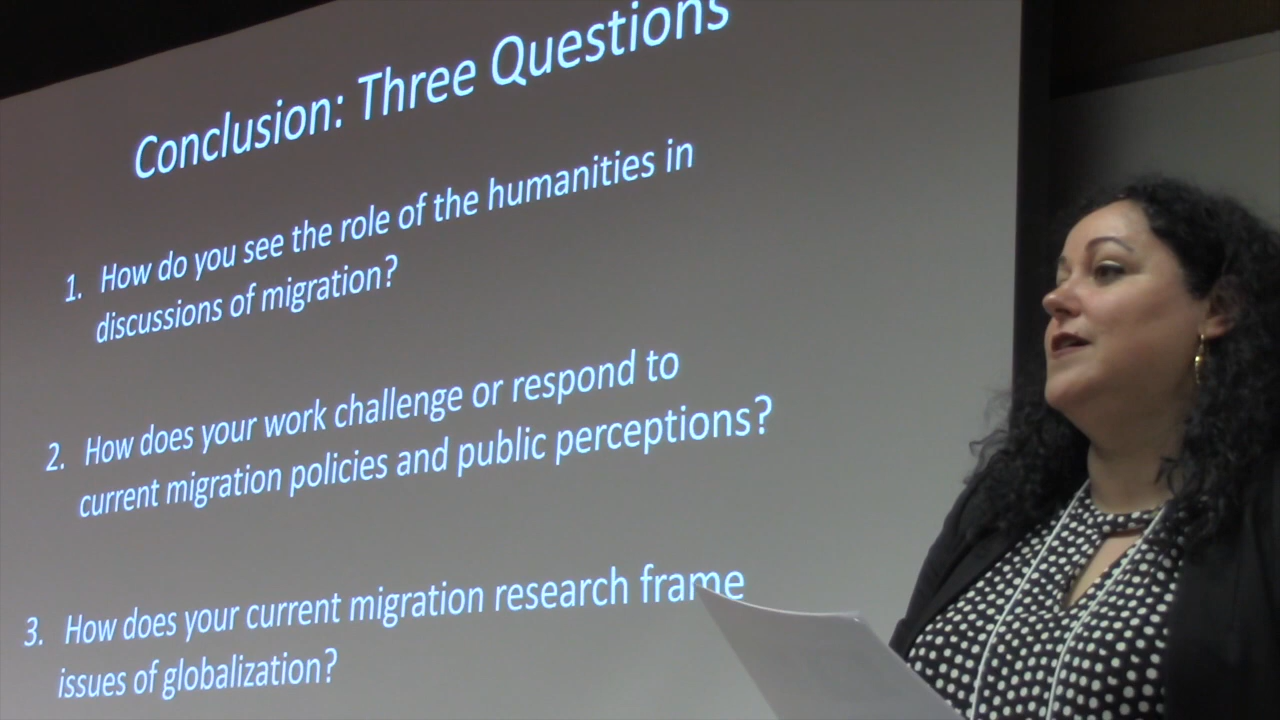 Conclusion: Three Questions
1. How do you see the role of the humanities in
discussions of migration?
2. How does your work challenge or respond to
current migration policies and public perceptions?
3. How does your current migration research frame
issues of globalization?